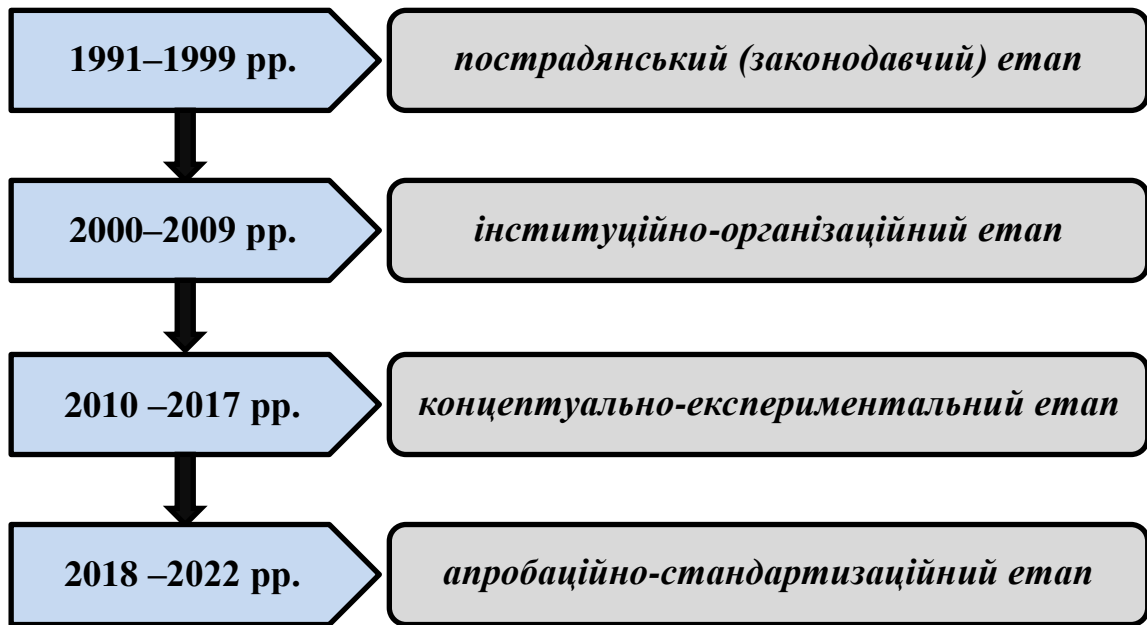 1991–1999 рр.
пострадянський (законодавчий) етап
2000–2009 рр.
інституційно-організаційний етап
2010 –2017 рр.
концептуально-експериментальний етап
2018 –2022 рр.
апробаційно-стандартизаційний етап